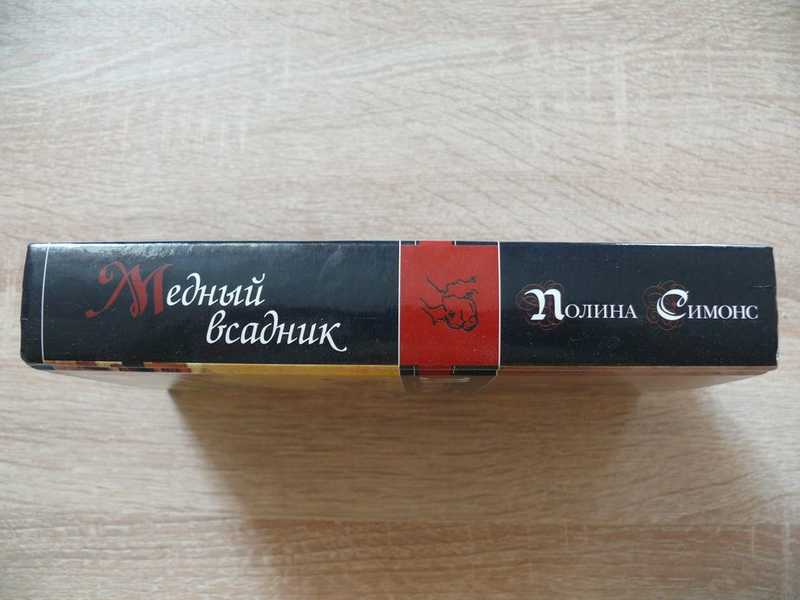 Медный
всадник
Полина Симонс